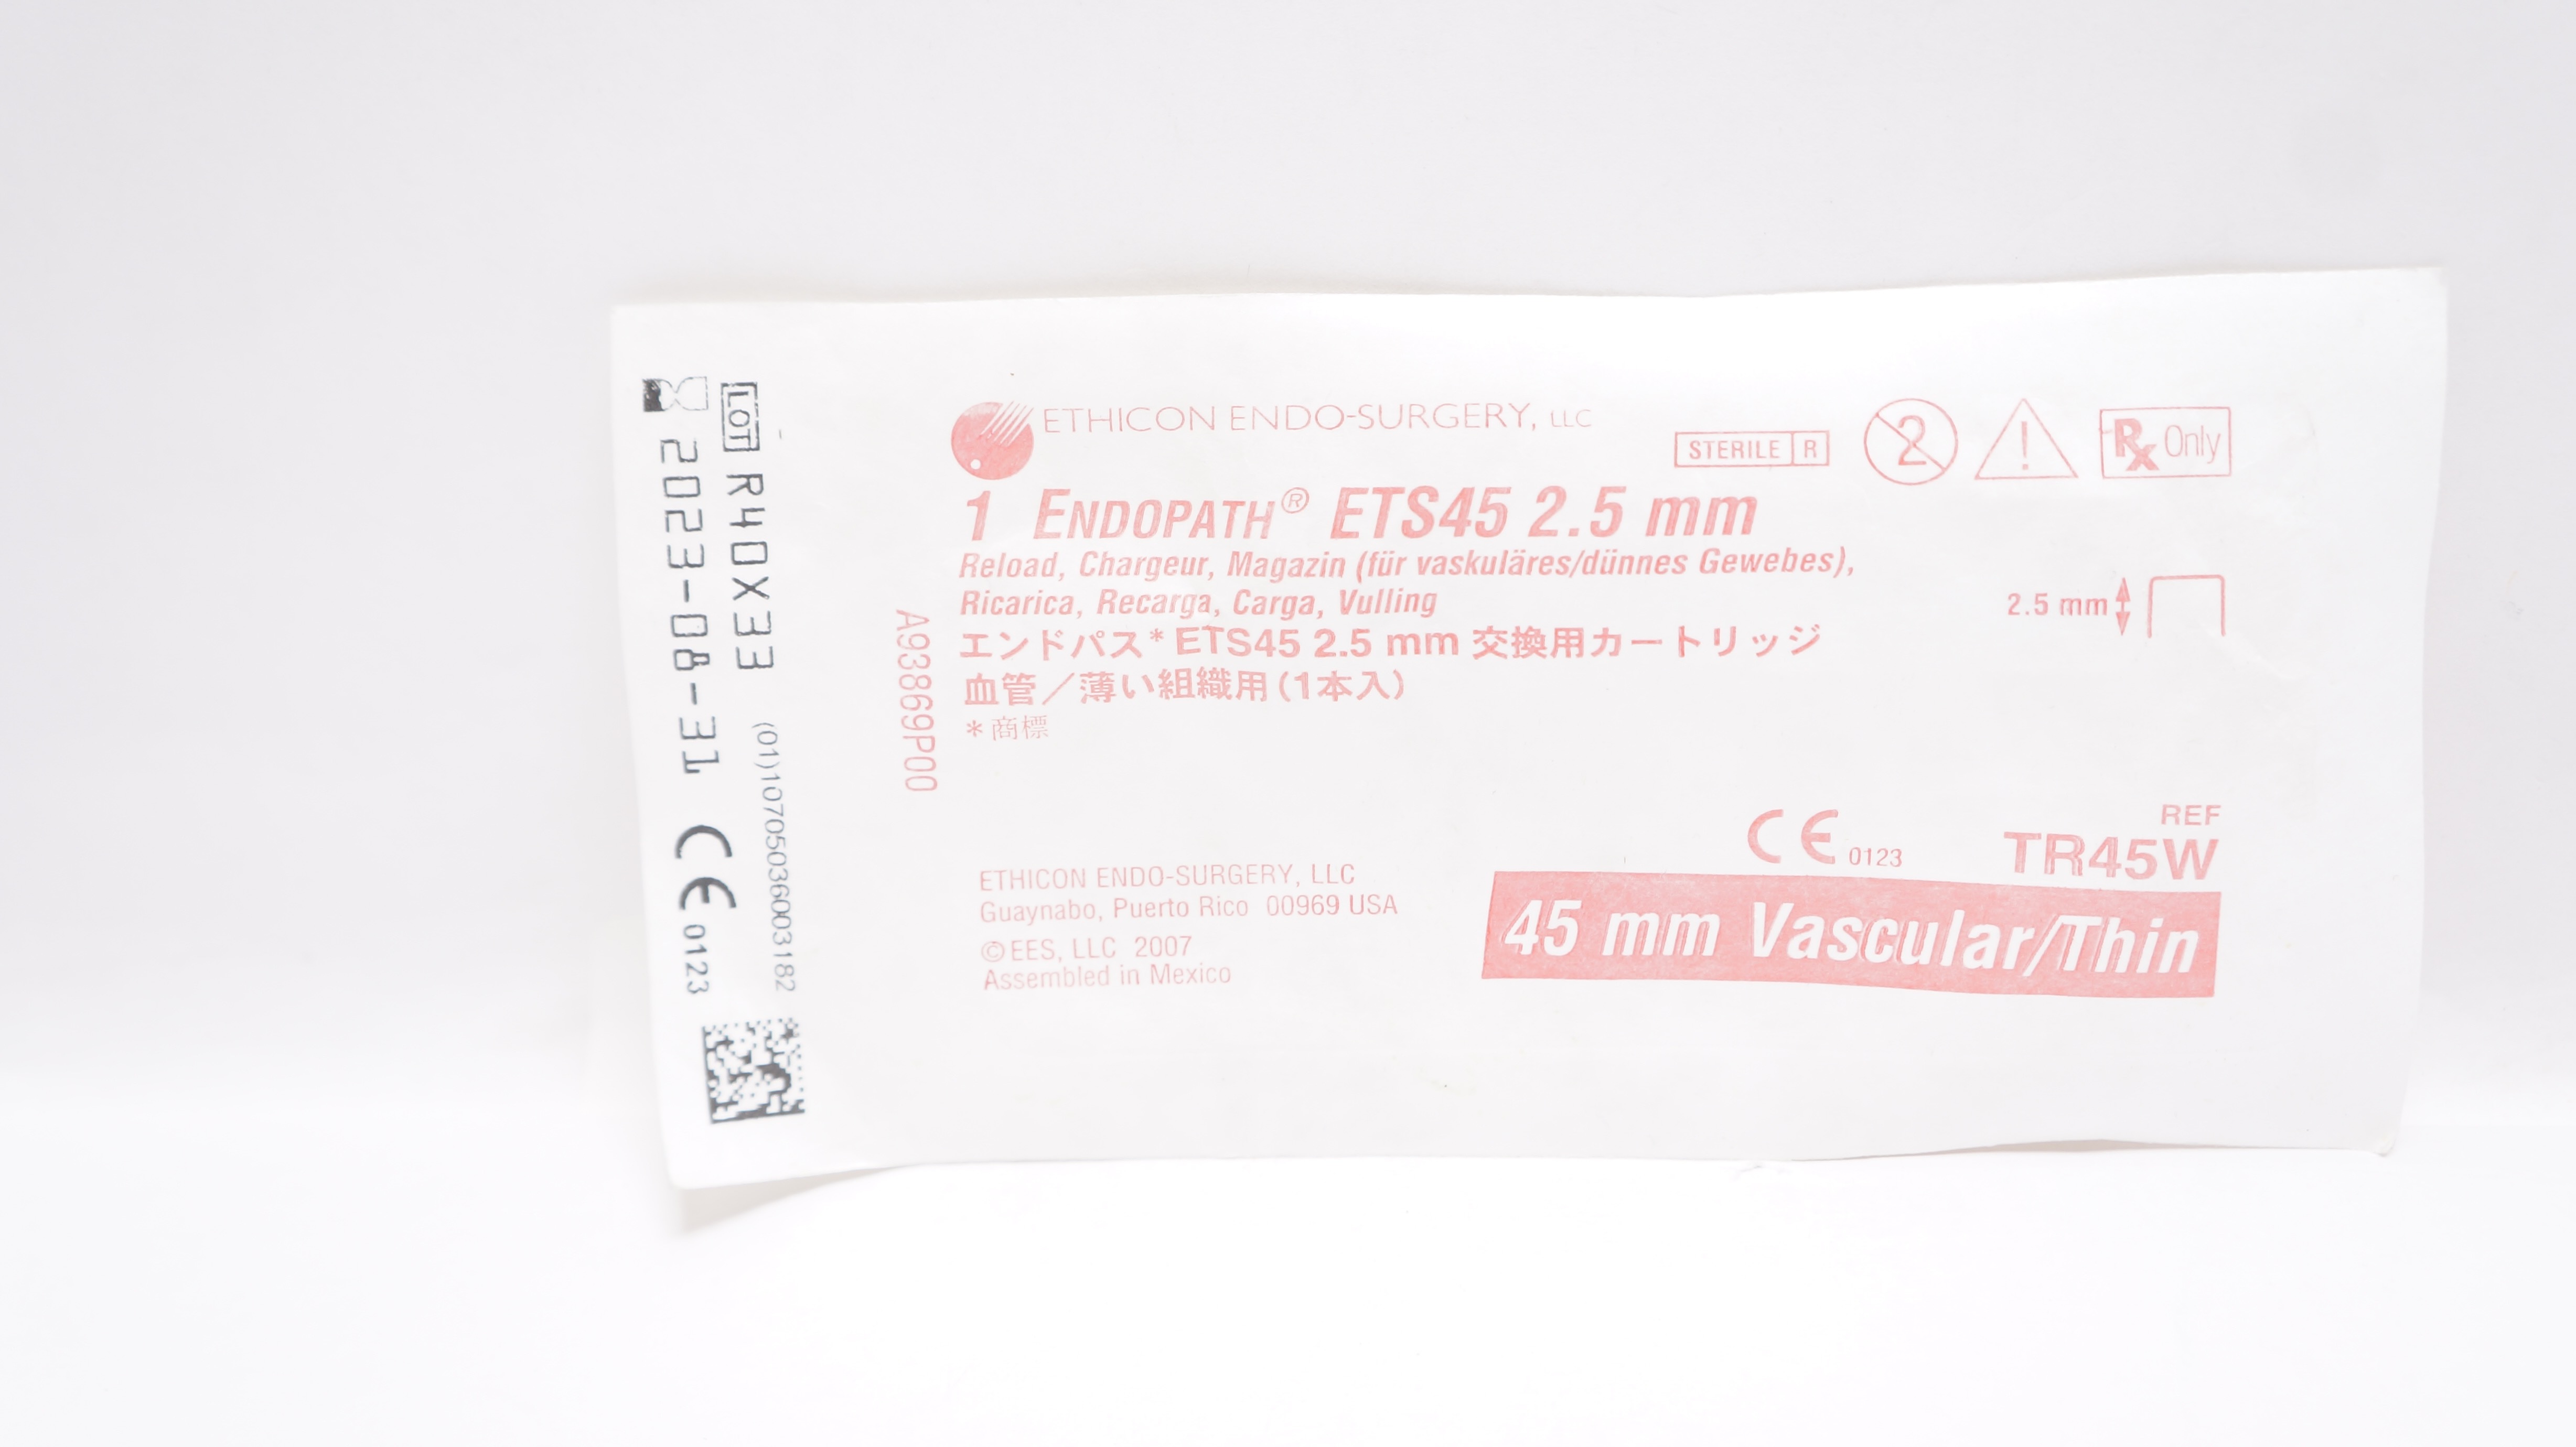 LOT R40X33 (01)10705036003182
2023-08-31 CE 0123
A93869P00
ETHICON ENDO-SURGERY, LLC
STERILE R
2
!
Rx Only
1 ENDOPATH® ETS45 2.5 mm
Reload, Chargeur, Magazin (für vaskuläres/dünnes Gewebes),
Ricarica, Recarga, Carga, Vulling
エンドパス* ETS45 2.5 mm 交換用カートリッジ
血管／薄い組織用(1本入)
*商標
2.5 mm
ETHICON ENDO-SURGERY, LLC
Guaynabo, Puerto Rico 00969 USA
©EES, LLC 2007
Assembled in Mexico
CE 0123
REF
TR45W
45 mm Vascular/Thin